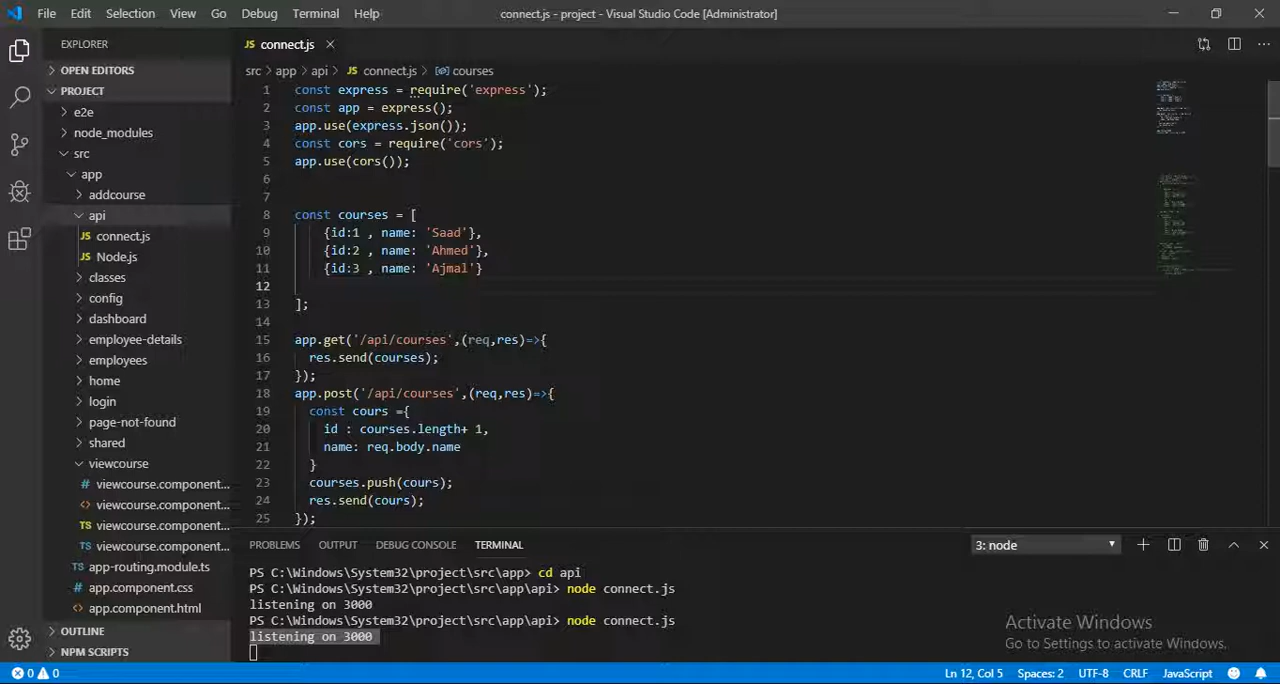 File Edit Selection View Go Debug Terminal Help connect.js - project - Visual Studio Code [Administrator]
EXPLORER
OPEN EDITORS
PROJECT
e2e
node_modules
src
app
addcourse
api
JS connect.js
JS Node.js
classes
config
dashboard
employee-details
employees
home
login
page-not-found
shared
viewcourse
# viewcourse.component...
<> viewcourse.component...
TS viewcourse.component...
TS viewcourse.component...
TS app-routing.module.ts
# app.component.css
<> app.component.html
OUTLINE
NPM SCRIPTS
JS connect.js
src > app > api > JS connect.js > courses
1 const express = require('express');
2 const app = express();
3 app.use(express.json());
4 const cors = require('cors');
5 app.use(cors());
6
7
8 const courses = [
9 {id:1 , name: 'Saad'},
10 {id:2 , name: 'Ahmed'},
11 {id:3 , name: 'Ajmal'}
12
13 ];
14
15 app.get('/api/courses',(req,res)=>{
16 res.send(courses);
17 });
18 app.post('/api/courses',(req,res)=>{
19 const cours ={
20 id : courses.length+ 1,
21 name: req.body.name
22 }
23 courses.push(cours);
24 res.send(cours);
25 });
PROBLEMS OUTPUT DEBUG CONSOLE TERMINAL 3: node
PS C:\Windows\System32\project\src\app> cd api
PS C:\Windows\System32\project\src\app\api> node connect.js
listening on 3000
PS C:\Windows\System32\project\src\app\api> node connect.js
listening on 3000
Activate Windows
Go to Settings to activate Windows.
0 0 Ln 12, Col 5 Spaces: 2 UTF-8 CRLF JavaScript